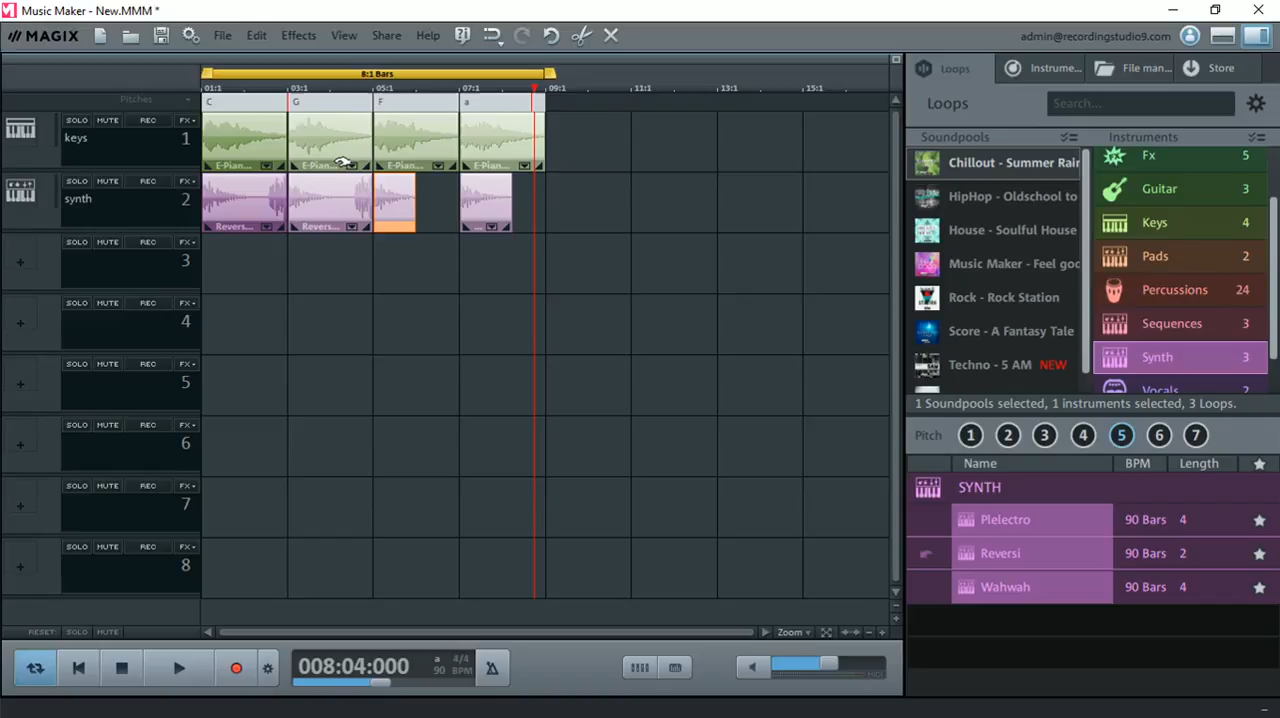 Music Maker - New.MMM *
MAGIX File Edit Effects View Share Help
admin@recordingstudio9.com
8:1 Bars
01:1 03:1 05:1 07:1 09:1 11:1 13:1 15:1
Pitches C G F a
SOLO MUTE REC FX
keys 1
E-Pian... E-Pian... E-Pian... E-Pian...
SOLO MUTE REC FX
synth 2
Revers... Revers... ...
SOLO MUTE REC FX
+ 3
SOLO MUTE REC FX
+ 4
SOLO MUTE REC FX
+ 5
SOLO MUTE REC FX
+ 6
SOLO MUTE REC FX
+ 7
SOLO MUTE REC FX
+ 8
RESET: SOLO MUTE
Zoom
008:04:000 a 4/4
90 BPM
Loops Instrume... File man... Store
Loops Search...
Soundpools Instruments
Chillout - Summer Rain
HipHop - Oldschool to
House - Soulful House
Music Maker - Feel goo
Rock - Rock Station
Score - A Fantasy Tale
Techno - 5 AM NEW
Fx 5
Guitar 3
Keys 4
Pads 2
Percussions 24
Sequences 3
Synth 3
Vocals 2
1 Soundpools selected, 1 instruments selected, 3 Loops.
Pitch 1 2 3 4 5 6 7
Name BPM Length
SYNTH
Plelectro 90 Bars 4
Reversi 90 Bars 2
Wahwah 90 Bars 4